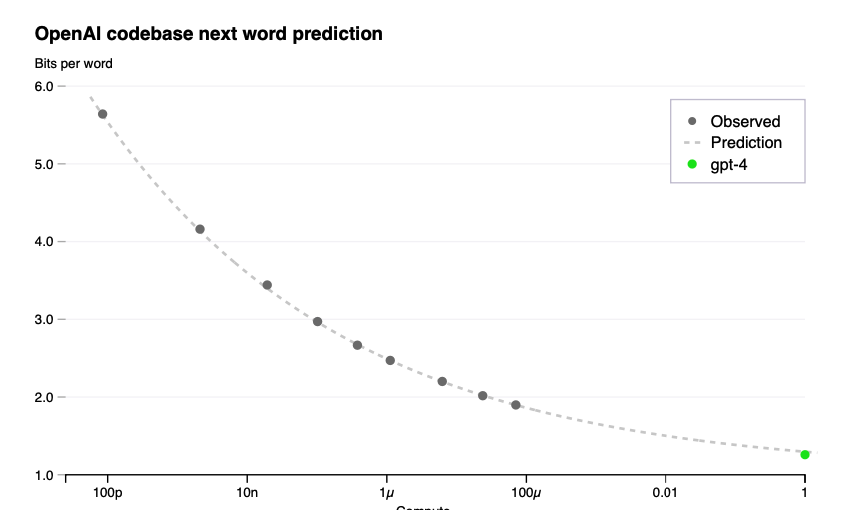 OpenAI codebase next word prediction
Bits per word
6.0
Observed
Prediction
gpt-4
5.0
4.0
3.0
2.0
1.0
100p 10n 1µ 100µ 0.01 1